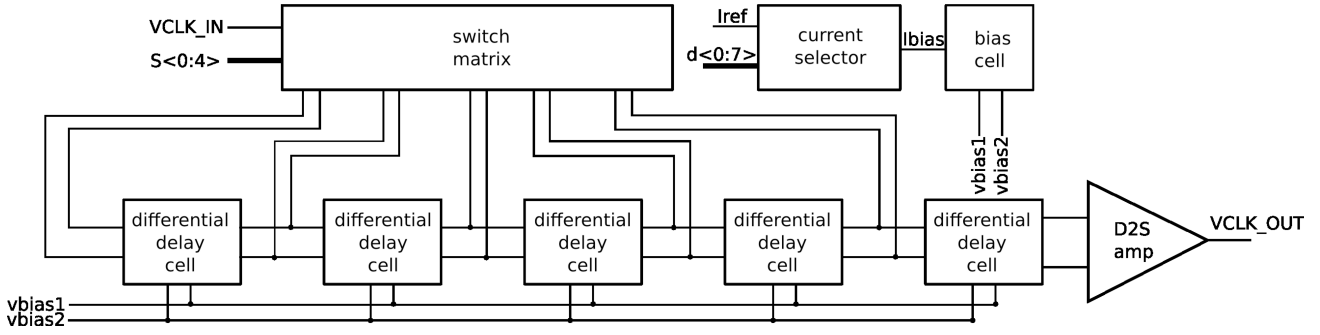 VCLK_IN
S<0:4>
switch
matrix
Iref
d<0:7>
current
selector
Ibias
bias
cell
vbias1
vbias2
differential
delay
cell
differential
delay
cell
differential
delay
cell
differential
delay
cell
differential
delay
cell
D2S
amp
VCLK_OUT
vbias1
vbias2